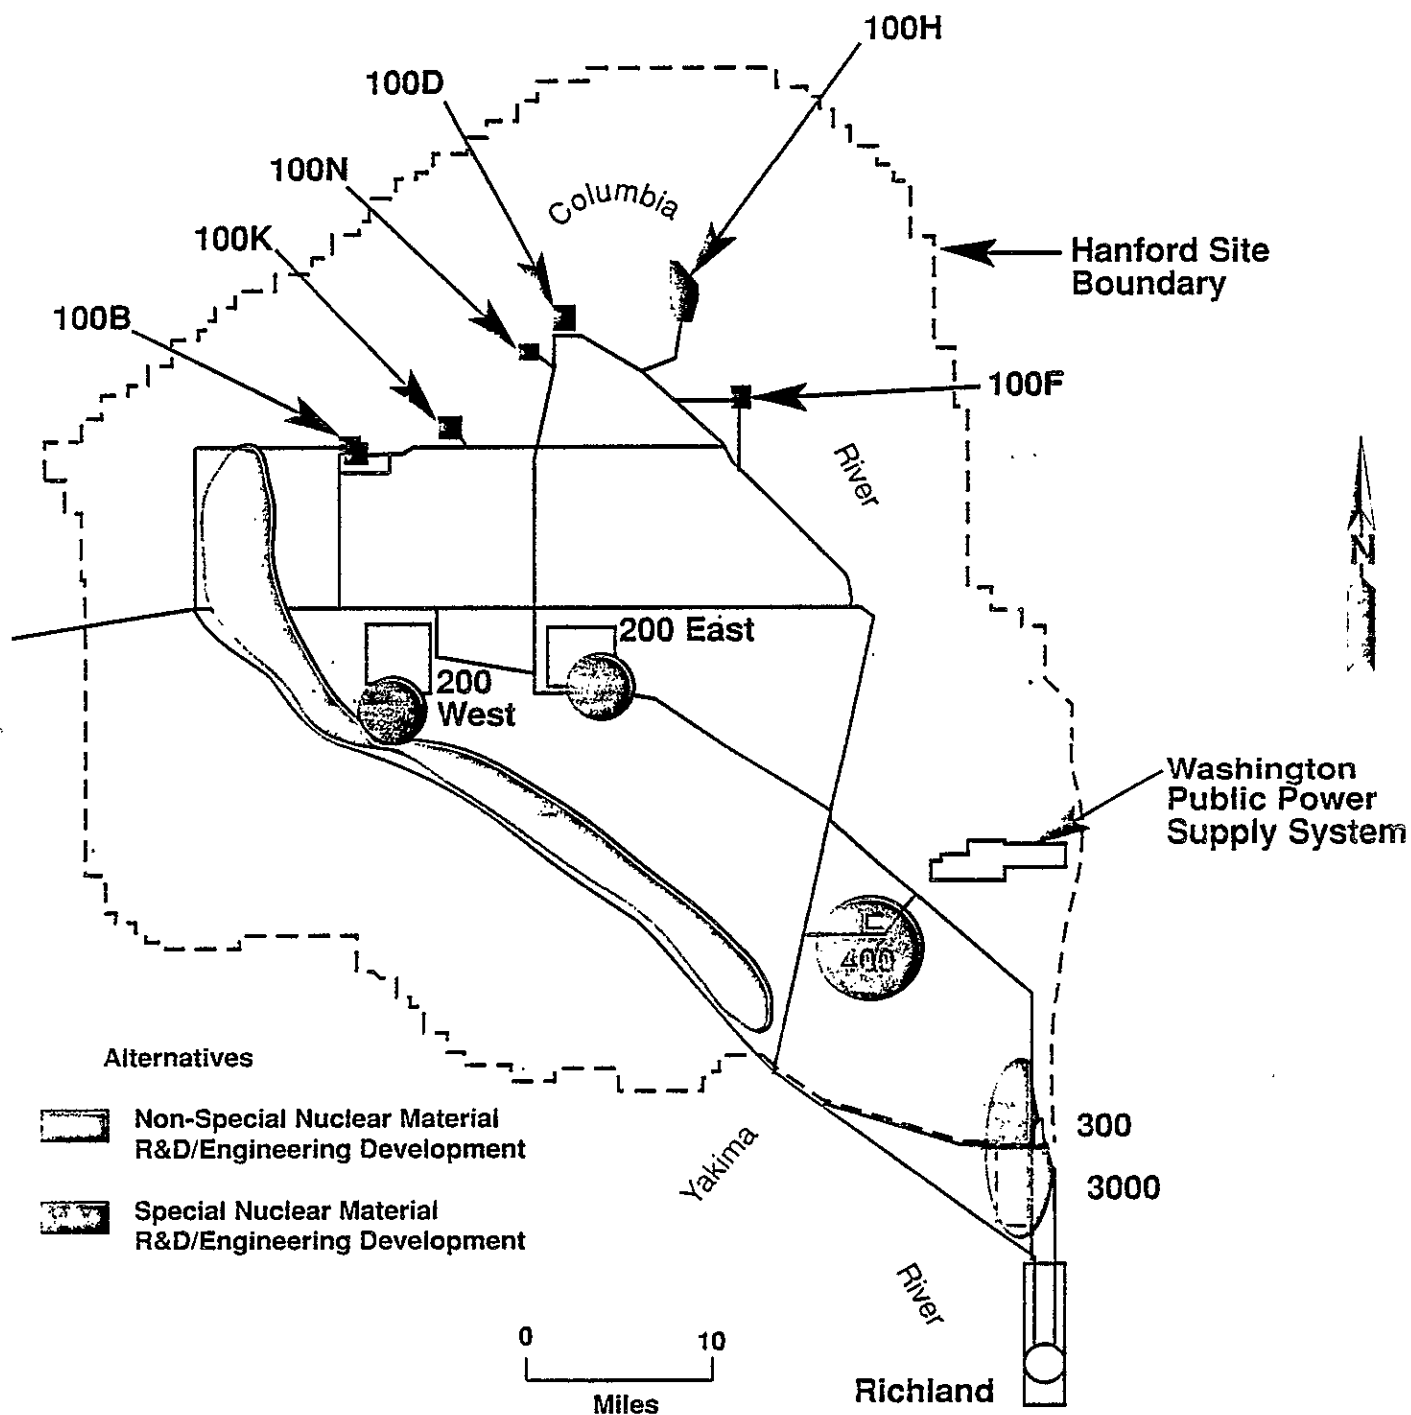 100H
100D
100N
Columbia
100K
Hanford Site
Boundary
100B
100F
River
N
200 East
200
West
Washington
Public Power
Supply System
400
Alternatives
Non-Special Nuclear Material
R&D/Engineering Development
300
Yakima
3000
Special Nuclear Material
R&D/Engineering Development
River
0 10
Miles
Richland